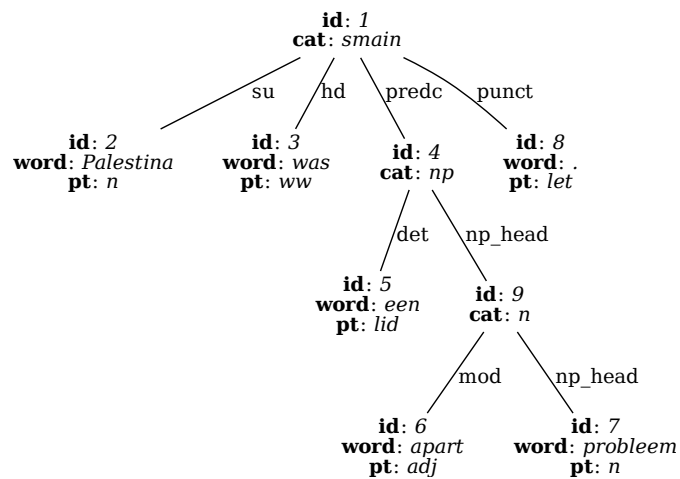 id: 1
cat: smain
su
hd
predc
punct
id: 2
word: Palestina
pt: n
id: 3
word: was
pt: ww
id: 4
cat: np
id: 8
word: .
pt: let
det
np_head
id: 5
word: een
pt: lid
id: 9
cat: n
mod
np_head
id: 6
word: apart
pt: adj
id: 7
word: probleem
pt: n